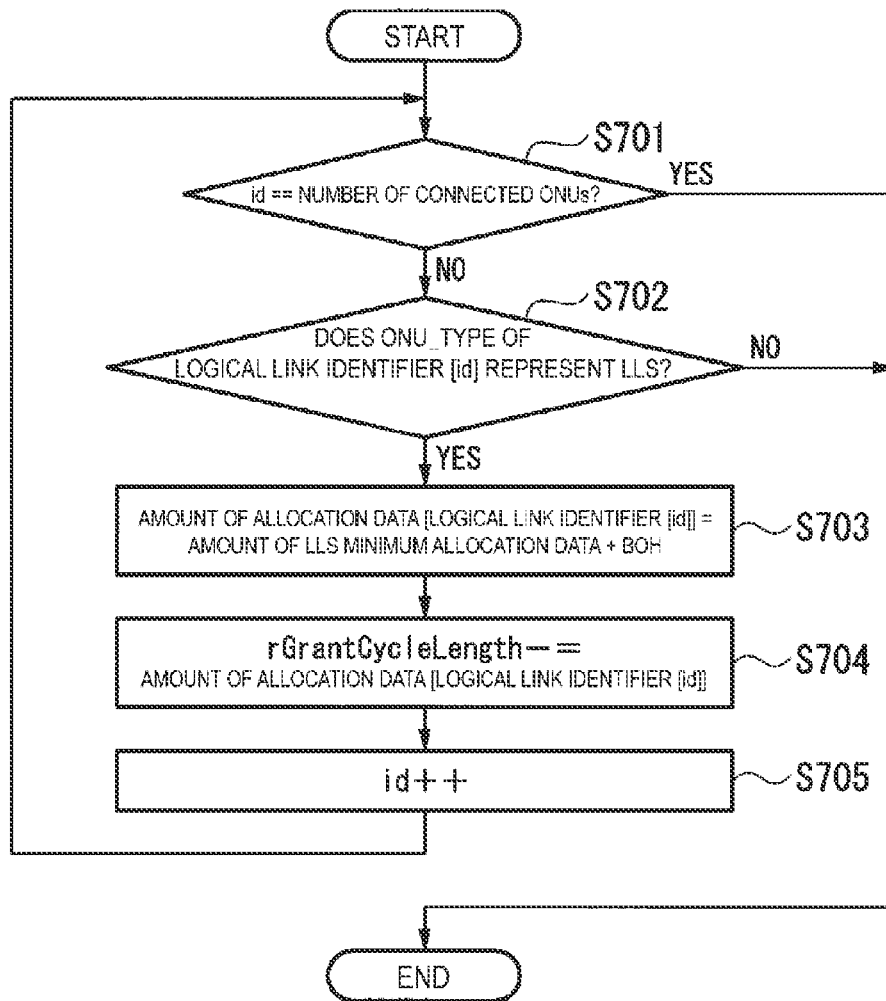 START
S701
id == NUMBER OF CONNECTED ONUs?
YES
NO
S702
DOES ONU_TYPE OF
LOGICAL LINK IDENTIFIER [id] REPRESENT LLS?
NO
YES
AMOUNT OF ALLOCATION DATA [LOGICAL LINK IDENTIFIER [id]] =
AMOUNT OF LLS MINIMUM ALLOCATION DATA + BOH
S703
rGrantCycleLength-=
AMOUNT OF ALLOCATION DATA [LOGICAL LINK IDENTIFIER [id]]
S704
id++
S705
END